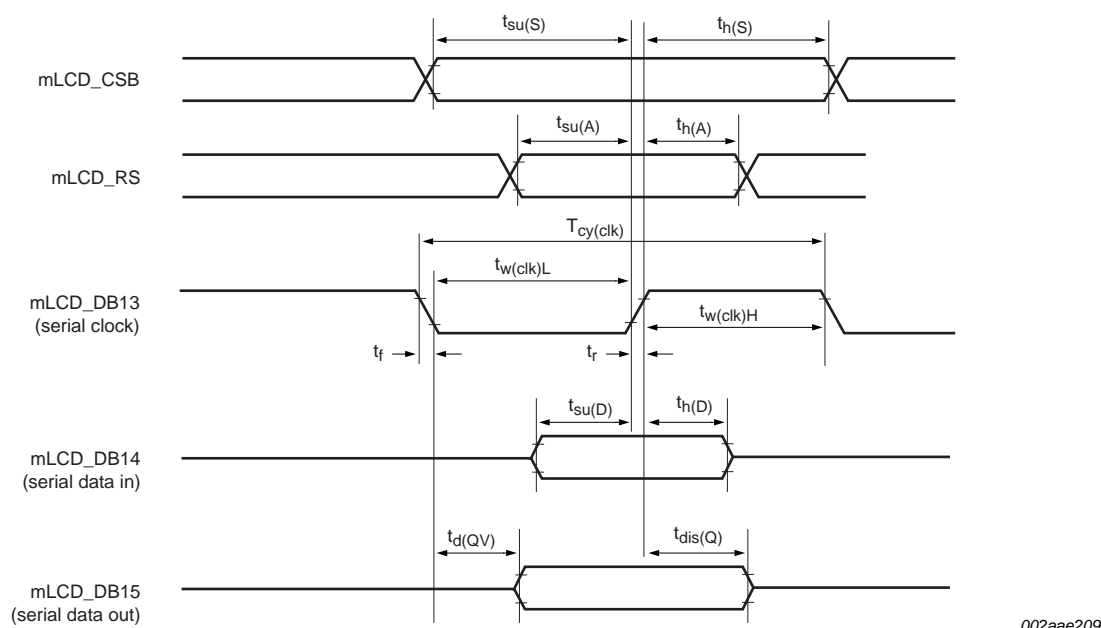 tsu(S)
th(S)
mLCD_CSB
tsu(A)
th(A)
mLCD_RS
Tcy(clk)
tw(clk)L
mLCD_DB13
(serial clock)
tw(clk)H
tf
tr
tsu(D)
th(D)
mLCD_DB14
(serial data in)
td(QV)
tdis(Q)
mLCD_DB15
(serial data out)
002aae209